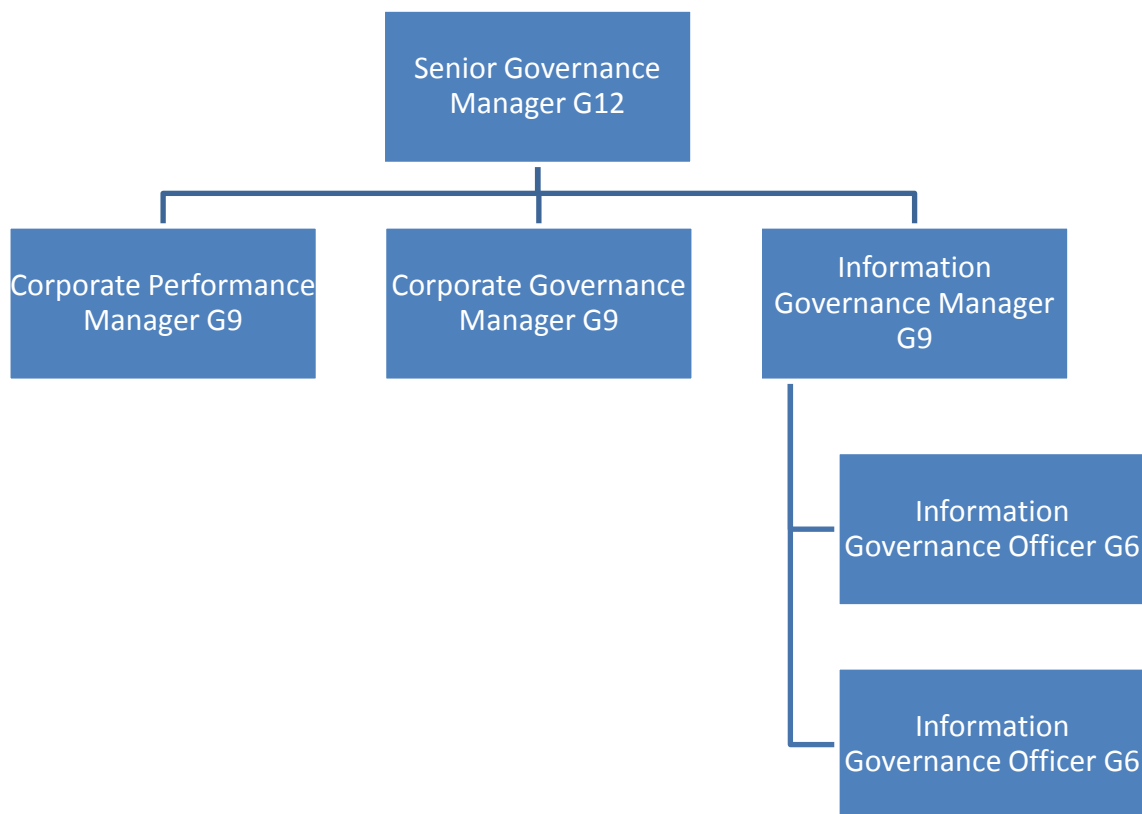 Senior Governance
Manager G12
Corporate Performance
Manager G9
Corporate Governance
Manager G9
Information
Governance Manager
G9
Information
Governance Officer G6
Information
Governance Officer G6